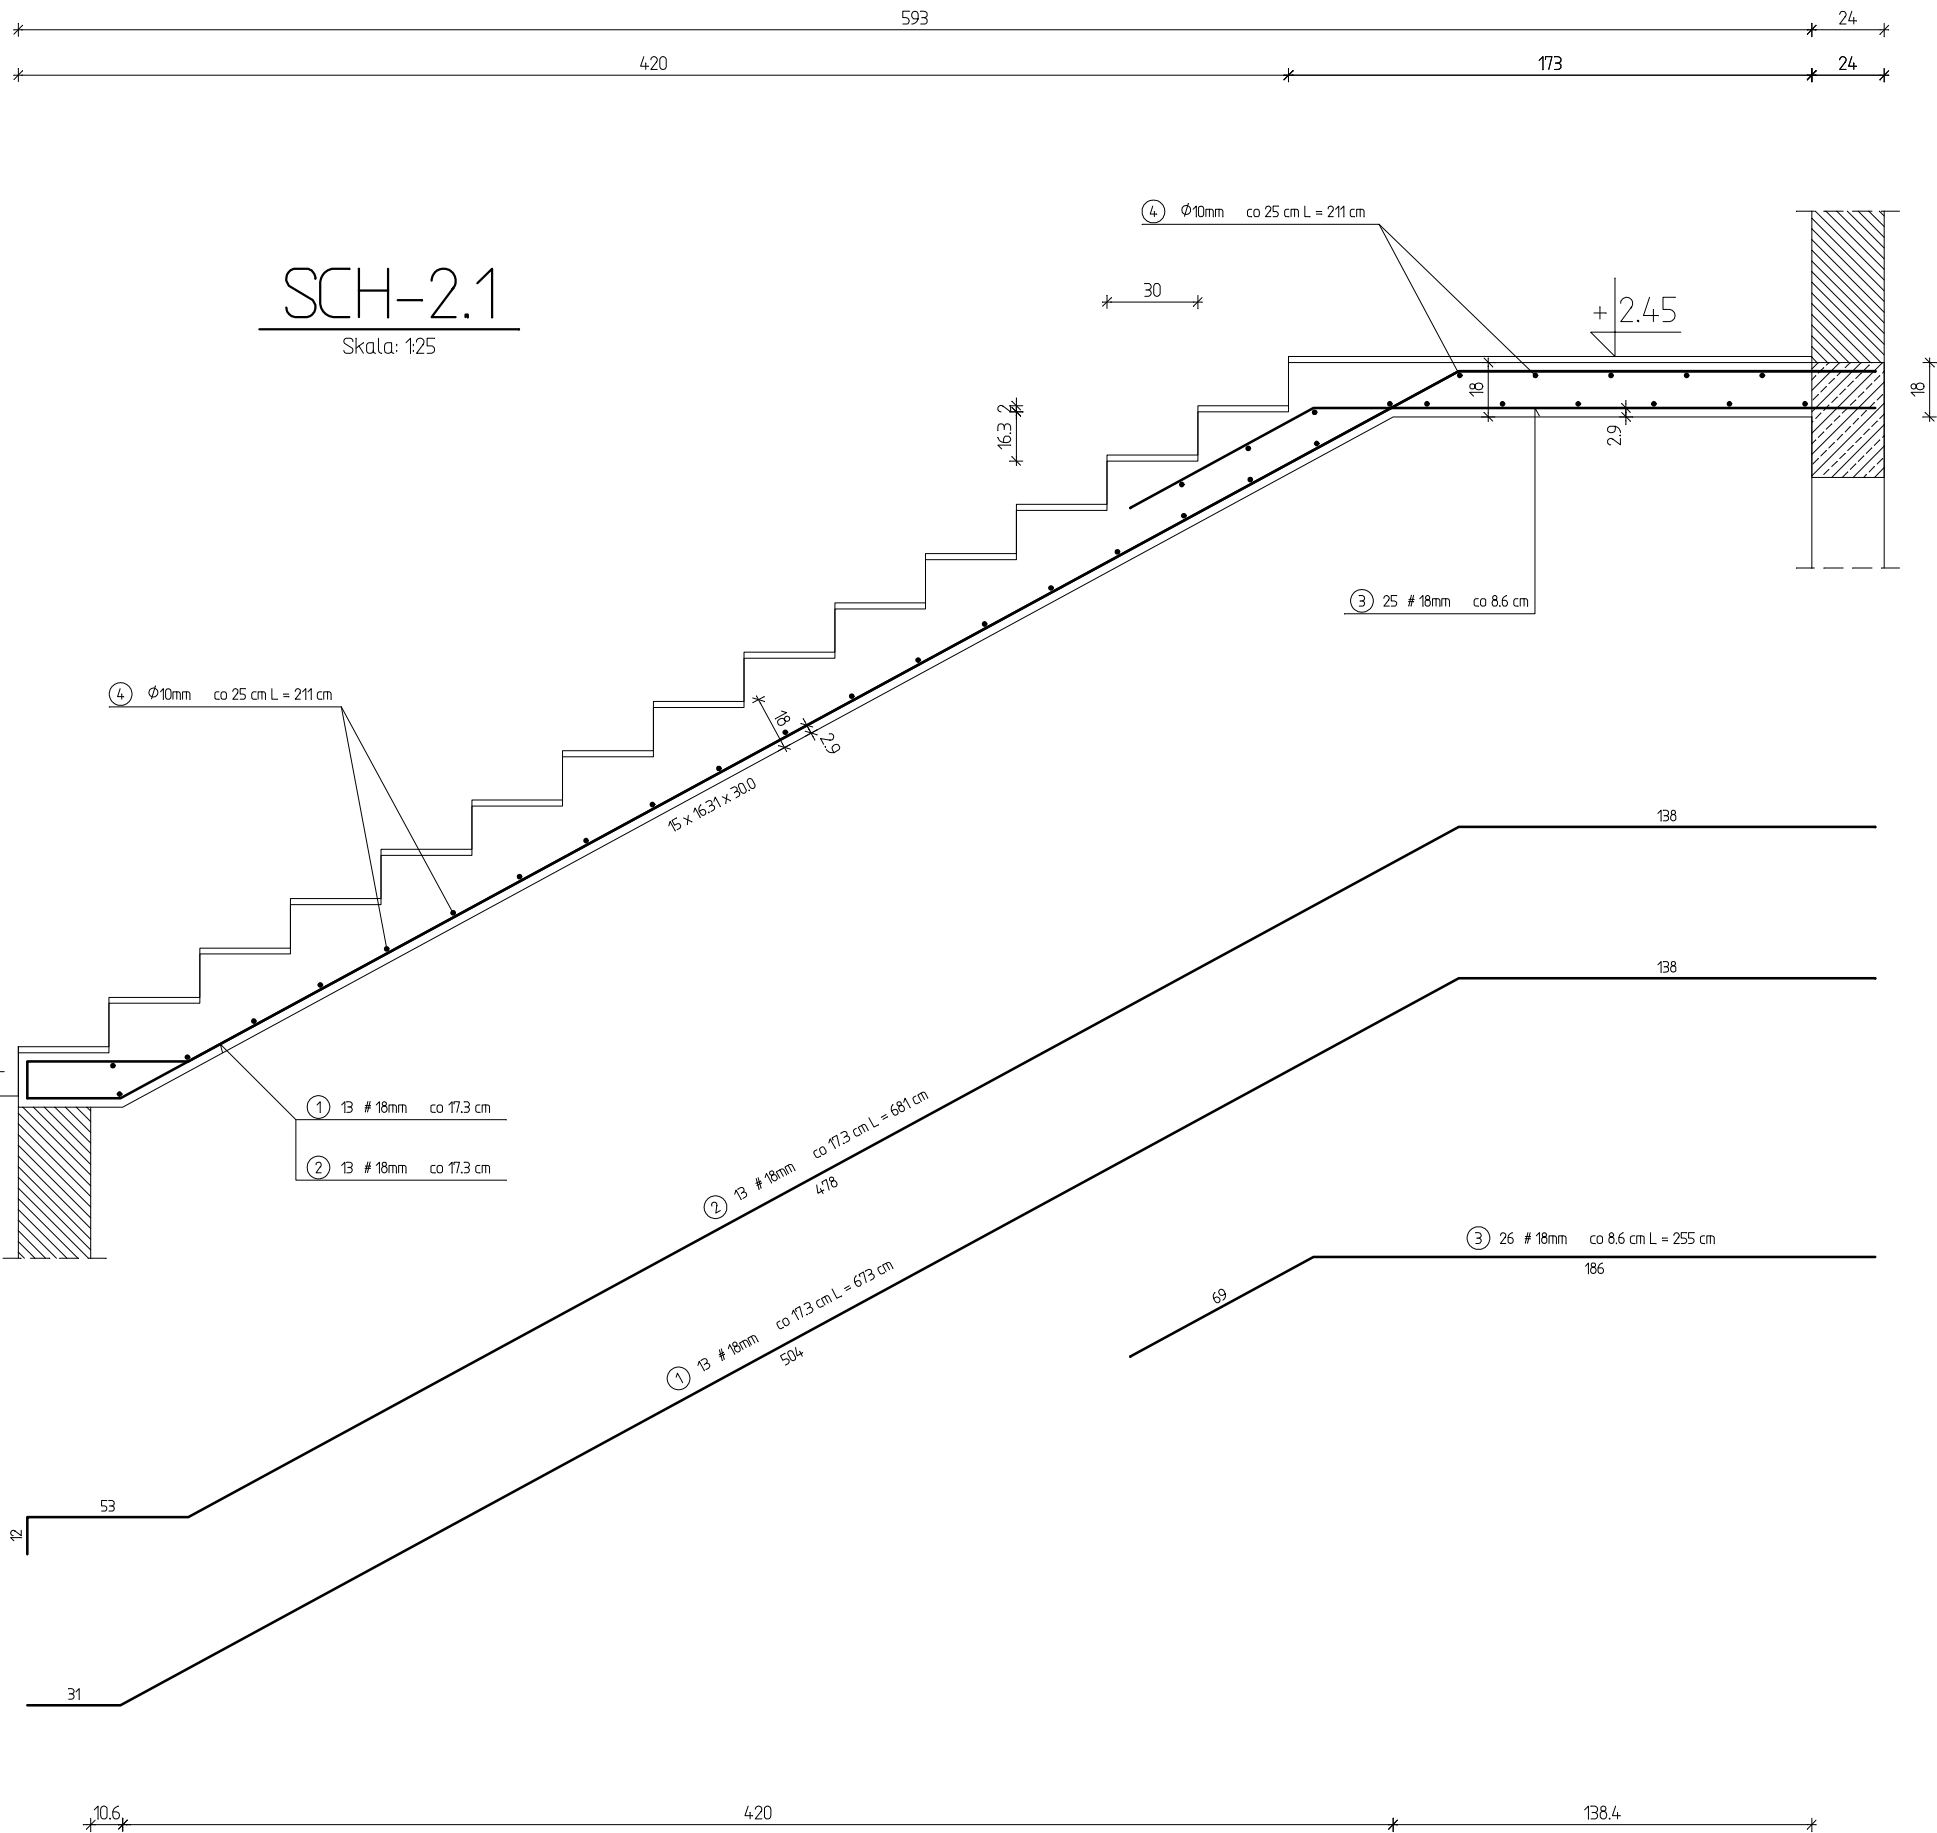 593 24
420 173 24
④ Ø10mm co 25 cm L = 211 cm
SCH-2.1
Skala: 1:25
30
+ 2.45
18
18
2.9
16.3 2
③ 25 # 18mm co 8.6 cm
④ Ø10mm co 25 cm L = 211 cm
18
2.9
15 x 16.31 x 30.0
138
138
① 13 # 18mm co 17.3 cm
② 13 # 18mm co 17.3 cm
② 13 # 18mm co 17.3 cm L = 681 cm
478
③ 26 # 18mm co 8.6 cm L = 255 cm
186
69
① 13 # 18mm co 17.3 cm L = 673 cm
504
53
12
31
10.6 420 138.4